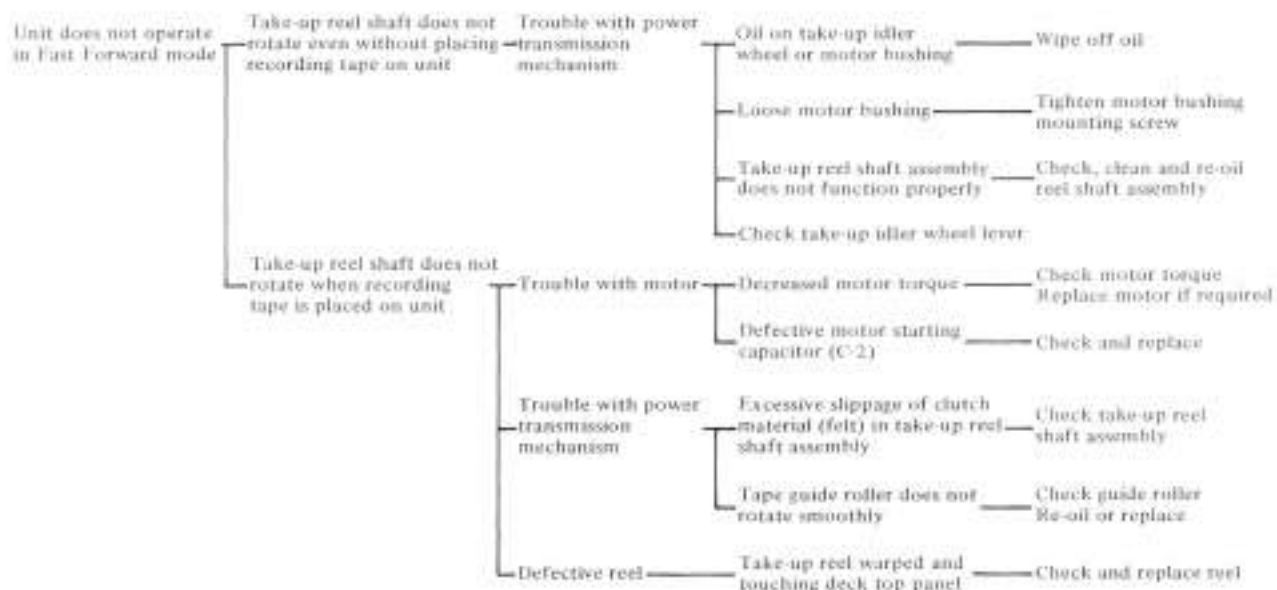 Unit does not operate
in Fast Forward mode
Take-up reel shaft does not
rotate even without placing
recording tape on unit
Trouble with power
transmission
mechanism
Oil on take-up idler
wheel or motor bushing
Wipe off oil
Loose motor bushing
Tighten motor bushing
mounting screw
Take-up reel shaft assembly
does not function properly
Check, clean and re-oil
reel shaft assembly
Check take-up idler wheel lever
Take-up reel shaft does not
rotate when recording
tape is placed on unit
Trouble with motor
Decreased motor torque
Check motor torque
Replace motor if required
Defective motor starting
capacitor (C-2)
Check and replace
Trouble with power
transmission
mechanism
Excessive slippage of clutch
material (felt) in take-up reel
shaft assembly
Check take-up reel
shaft assembly
Tape guide roller does not
rotate smoothly
Check guide roller
Re-oil or replace
Defective reel
Take-up reel warped and
touching deck top panel
Check and replace reel